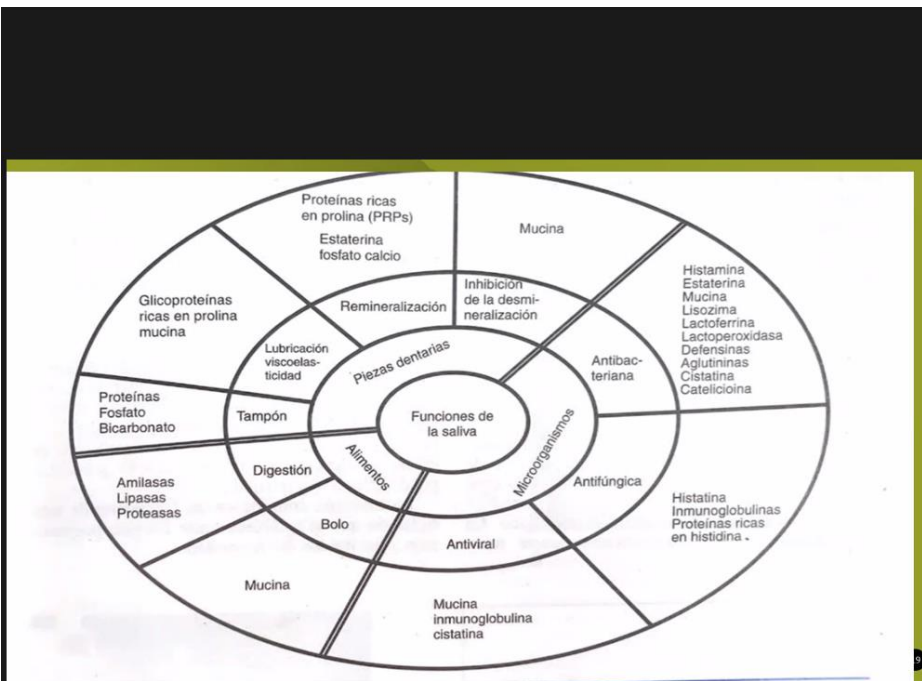 Proteínas ricas
en prolina (PRPs)
Estaterina
fosfato calcio
Mucina
Glicoproteínas
ricas en prolina
mucina
Remineralización
Inhibición
de la desmi-
neralización
Histamina
Estaterina
Mucina
Lisozima
Lactoferrina
Lactoperoxidasa
Defensinas
Aglutininas
Cistatina
Catelicioina
Lubricación
viscoelas-
ticidad
Piezas dentarias
Antibac-
teriana
Proteínas
Fosfato
Bicarbonato
Tampón
Funciones de
la saliva
Microorganismos
Alimentos
Digestión
Antifúngica
Amilasas
Lipasas
Proteasas
Histatina
Inmunoglobulinas
Proteínas ricas
en histidina.
Bolo
Antiviral
Mucina
Mucina
inmunoglobulina
cistatina